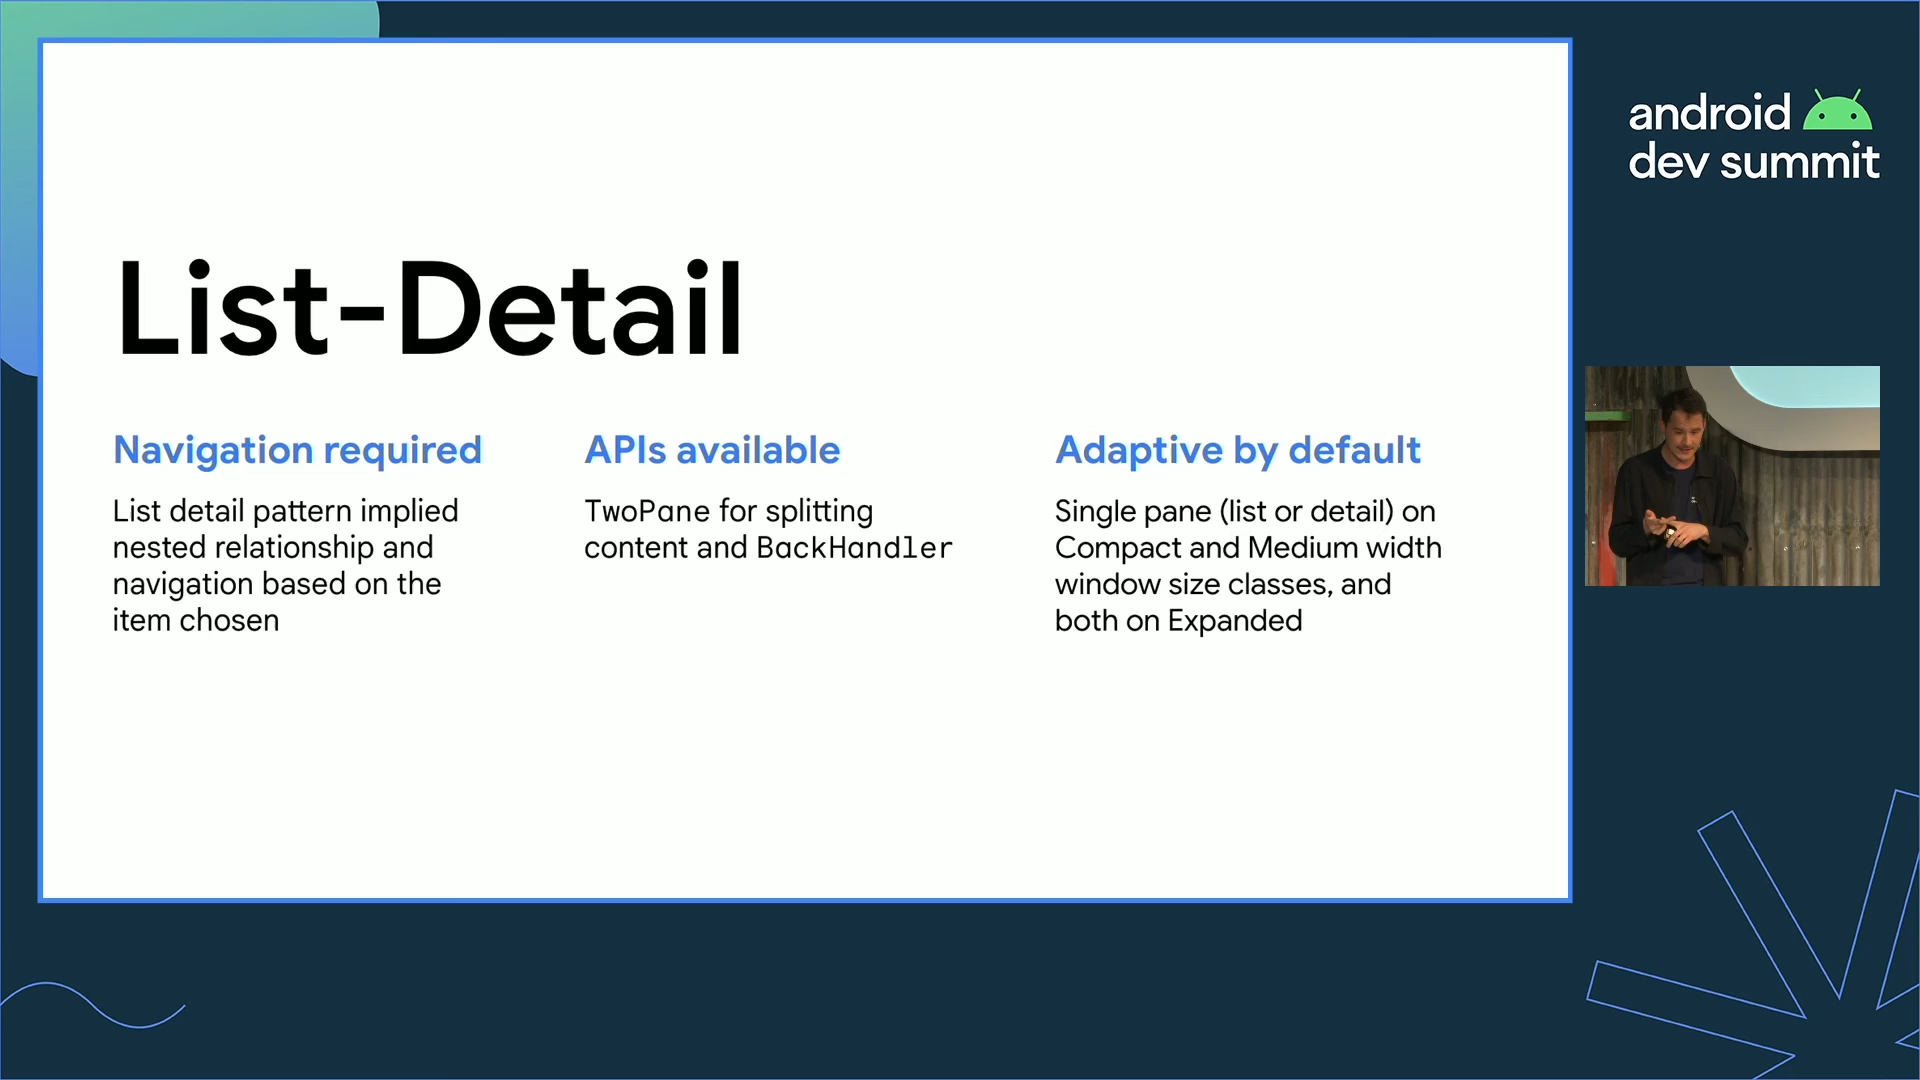 android
dev summit
List-Detail
Navigation required
List detail pattern implied
nested relationship and
navigation based on the
item chosen
APIs available
TwoPane for splitting
content and BackHandler
Adaptive by default
Single pane (list or detail) on
Compact and Medium width
window size classes, and
both on Expanded